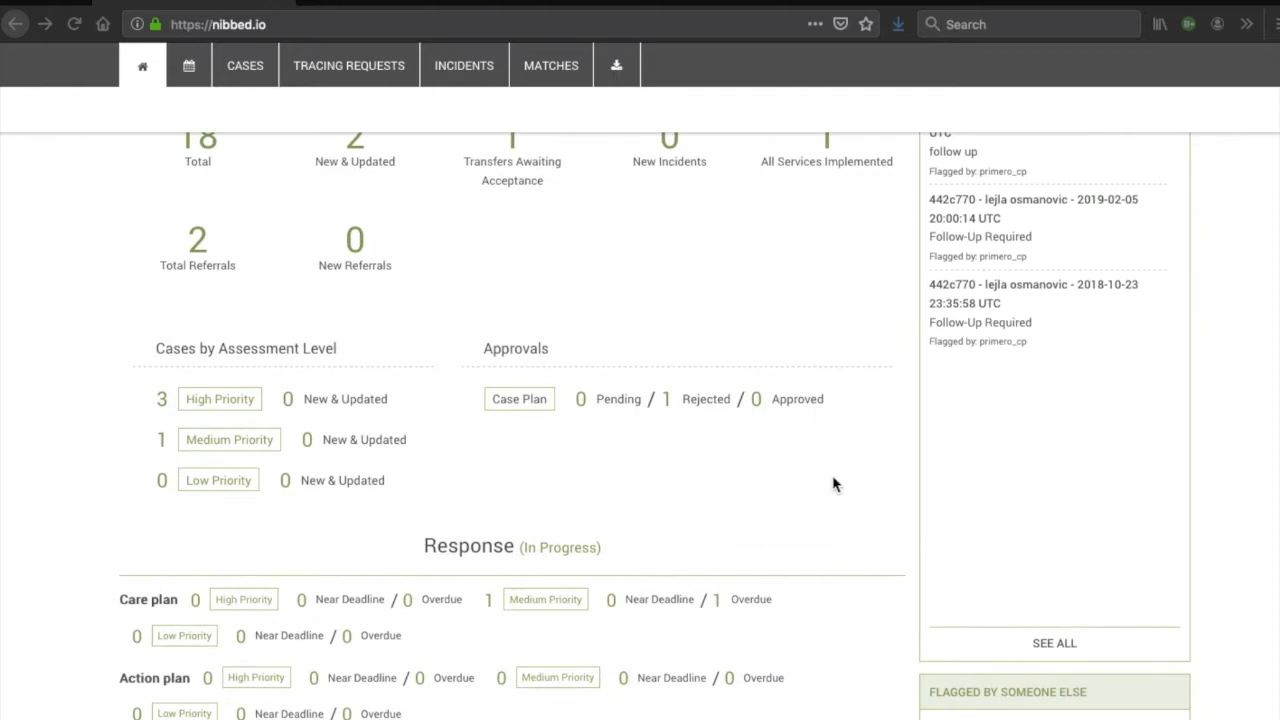 https://nibbed.io
Search
CASES
TRACING REQUESTS
INCIDENTS
MATCHES
18
2
1
0
1
Total
New & Updated
Transfers Awaiting
Acceptance
New Incidents
All Services Implemented
2
0
Total Referrals
New Referrals
Cases by Assessment Level
3 High Priority 0 New & Updated
1 Medium Priority 0 New & Updated
0 Low Priority 0 New & Updated
Approvals
Case Plan 0 Pending / 1 Rejected / 0 Approved
Response (In Progress)
Care plan 0 High Priority 0 Near Deadline / 0 Overdue 1 Medium Priority 0 Near Deadline / 1 Overdue
0 Low Priority 0 Near Deadline / 0 Overdue
Action plan 0 High Priority 0 Near Deadline / 0 Overdue 0 Medium Priority 0 Near Deadline / 0 Overdue
0 Low Priority 0 Near Deadline / 0 Overdue
UTC
follow up
Flagged by: primero_cp
442c770 - lejla osmanovic - 2019-02-05
20:00:14 UTC
Follow-Up Required
Flagged by: primero_cp
442c770 - lejla osmanovic - 2018-10-23
23:35:58 UTC
Follow-Up Required
Flagged by: primero_cp
SEE ALL
FLAGGED BY SOMEONE ELSE